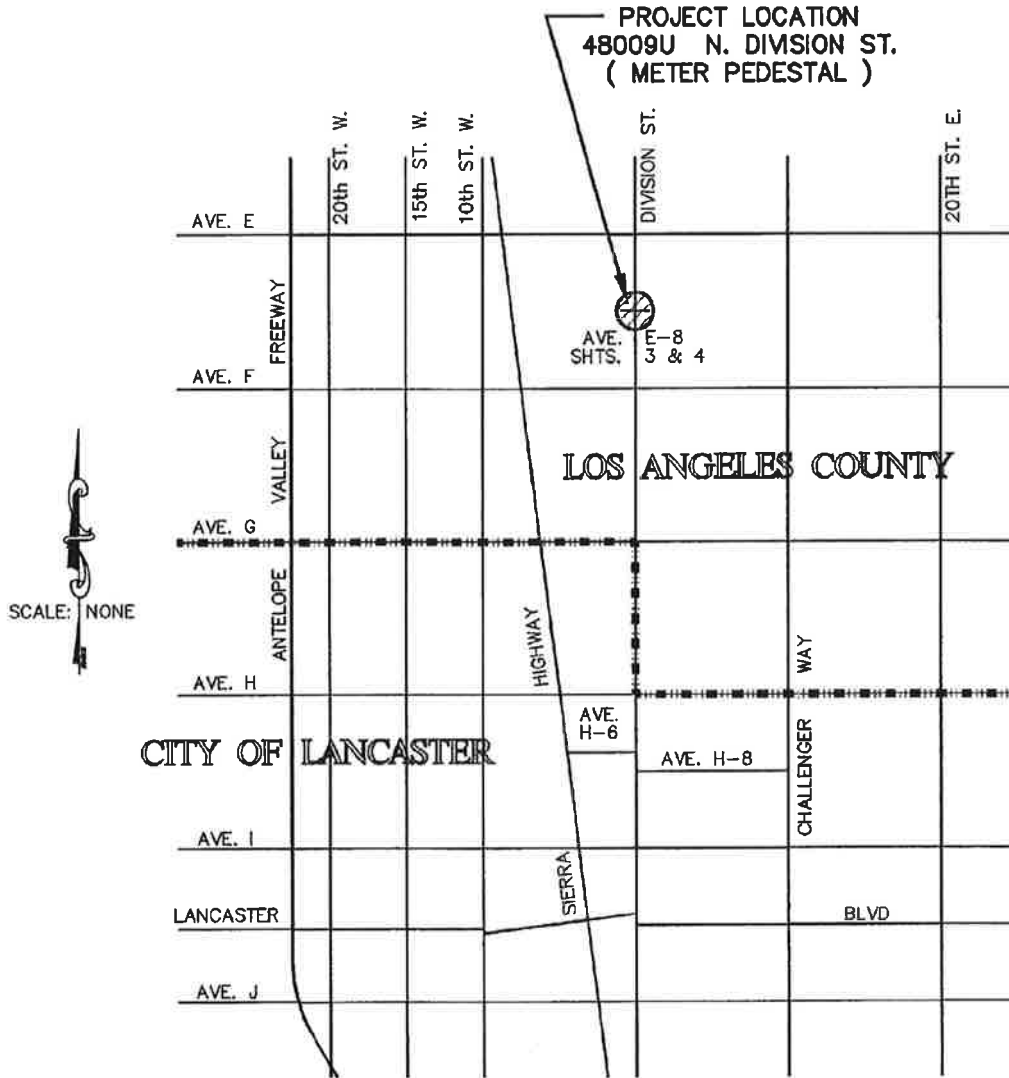 PROJECT LOCATION
48009U N. DIVISION ST.
( METER PEDESTAL )
20th ST. W.
15th ST. W.
10th ST. W.
DIVISION ST.
20TH ST. E.
AVE. E
FREEWAY
AVE. E-8
SHTS. 3 & 4
AVE. F
VALLEY
LOS ANGELES COUNTY
AVE. G
SCALE: NONE
ANTELOPE
HIGHWAY
WAY
AVE. H
AVE.
H-6
CITY OF LANCASTER
AVE. H-8
CHALLENGER
AVE. I
SIERRA
LANCASTER
BLVD
AVE. J